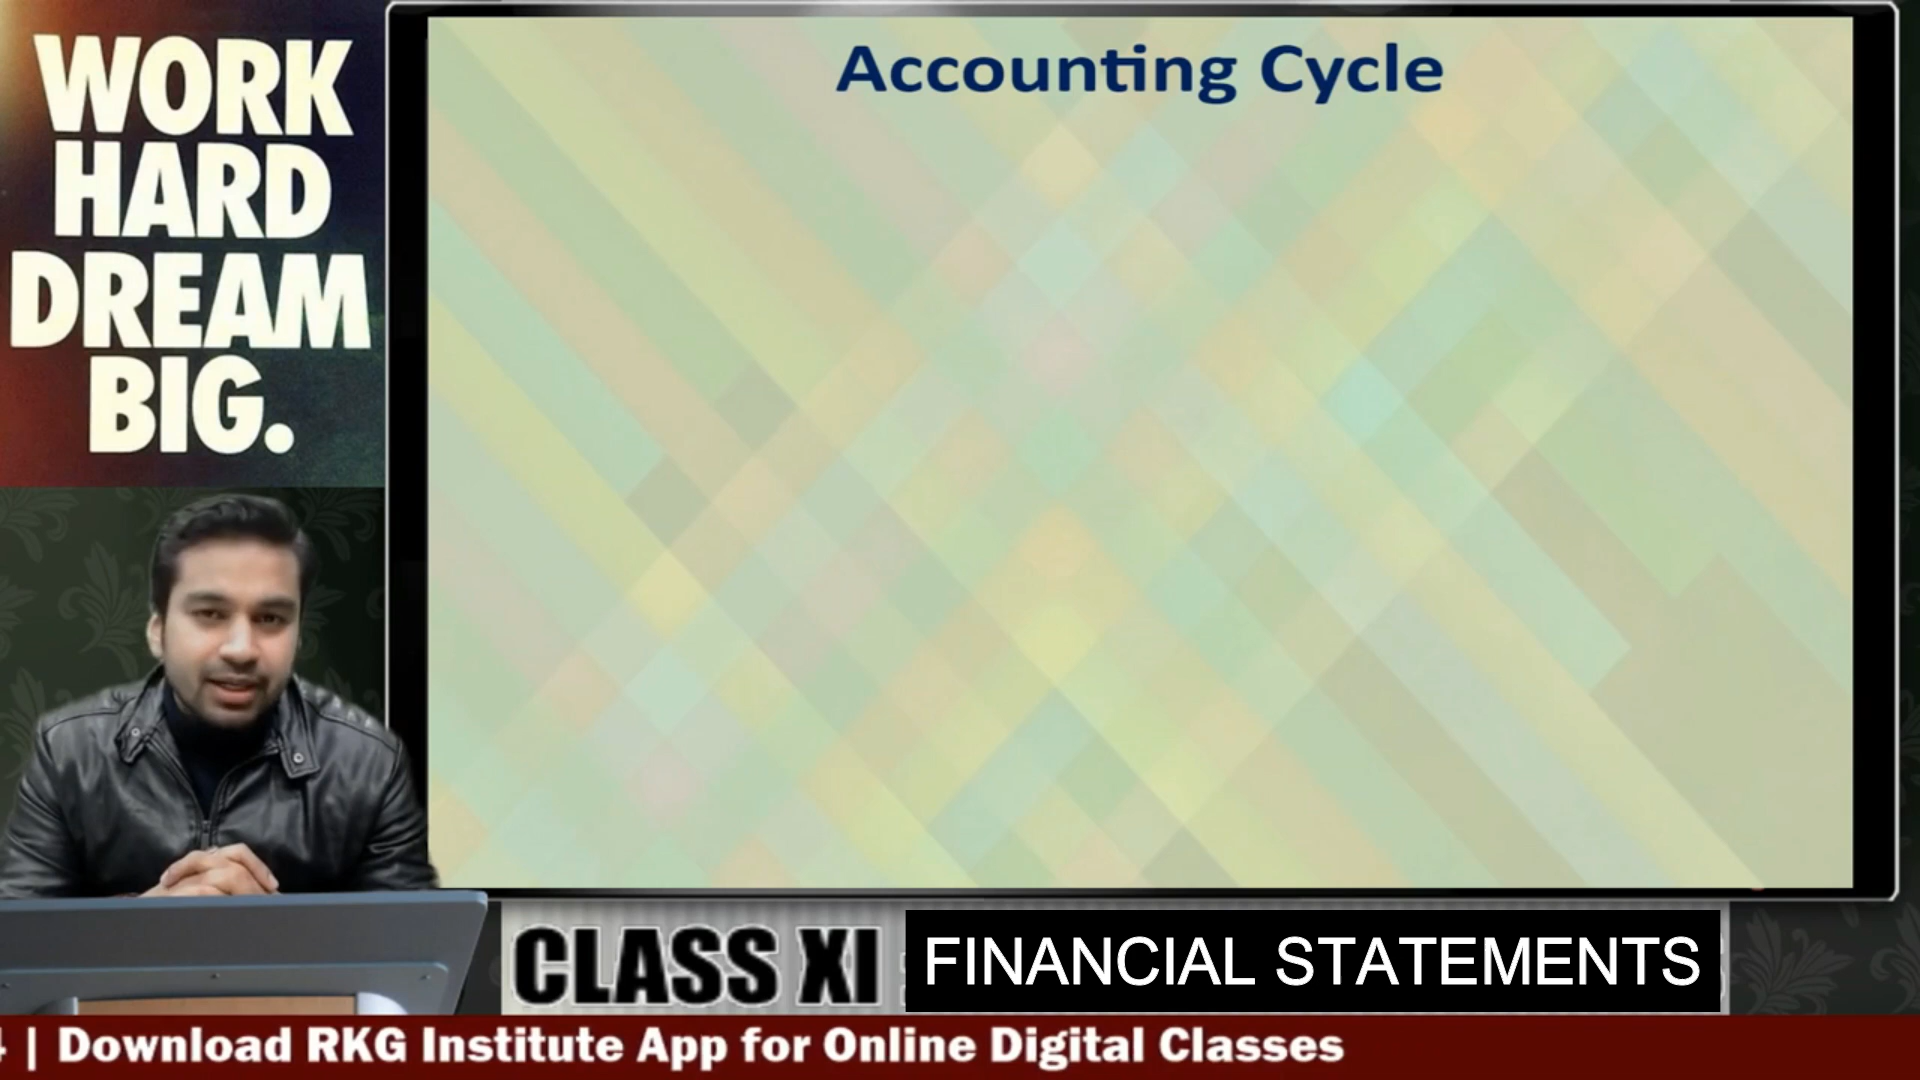 WORK
HARD
DREAM
BIG.
Accounting Cycle
CLASS XI
FINANCIAL STATEMENTS
| Download RKG Institute App for Online Digital Classes